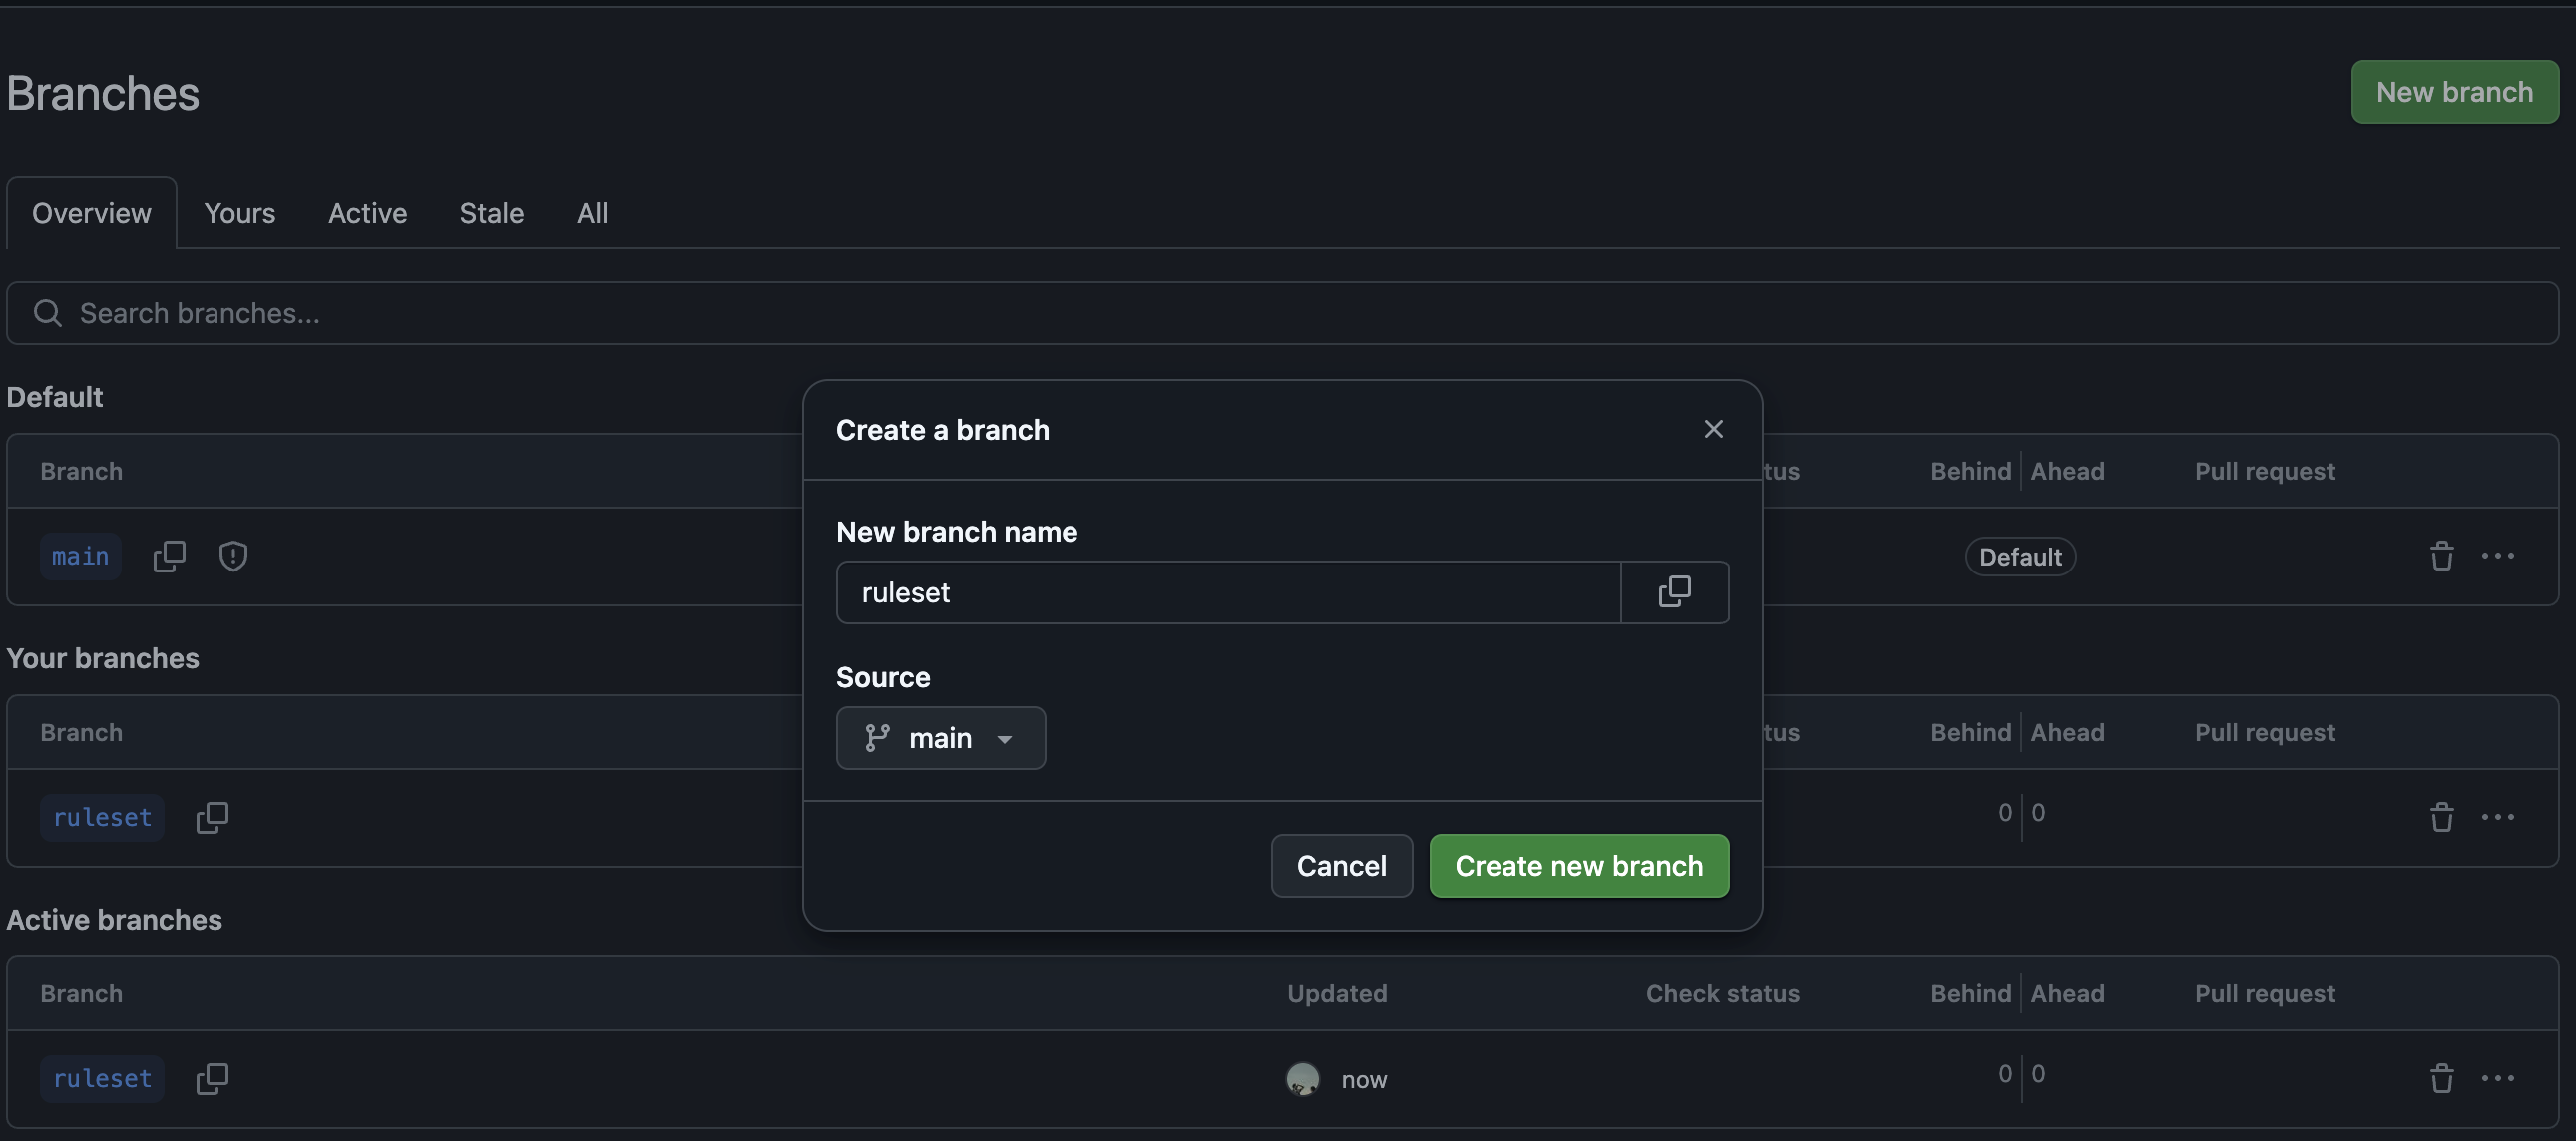 Branches
New branch
Overview Yours Active Stale All
Search branches...
Default
Branch tus Behind Ahead Pull request
main Default
Your branches
Branch tus Behind Ahead Pull request
ruleset 0 0
Active branches
Branch Updated Check status Behind Ahead Pull request
ruleset now 0 0
Create a branch
New branch name
ruleset
Source
main
Cancel Create new branch